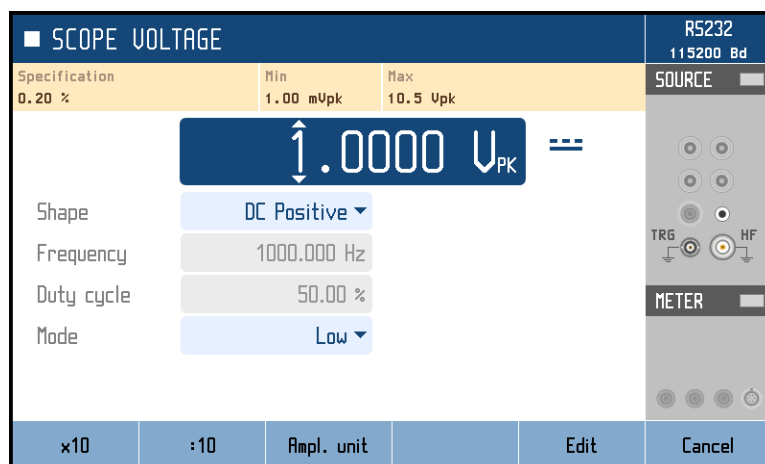 SCOPE VOLTAGE
RS232
115200 Bd
Specification Min Max
0.20 % 1.00 mVpk 10.5 Vpk
SOURCE
1.0000 VPK
Shape DC Positive
Frequency 1000.000 Hz
TRG HF
Duty cycle 50.00 %
METER
Mode Low
x10 :10 Ampl. unit Edit Cancel